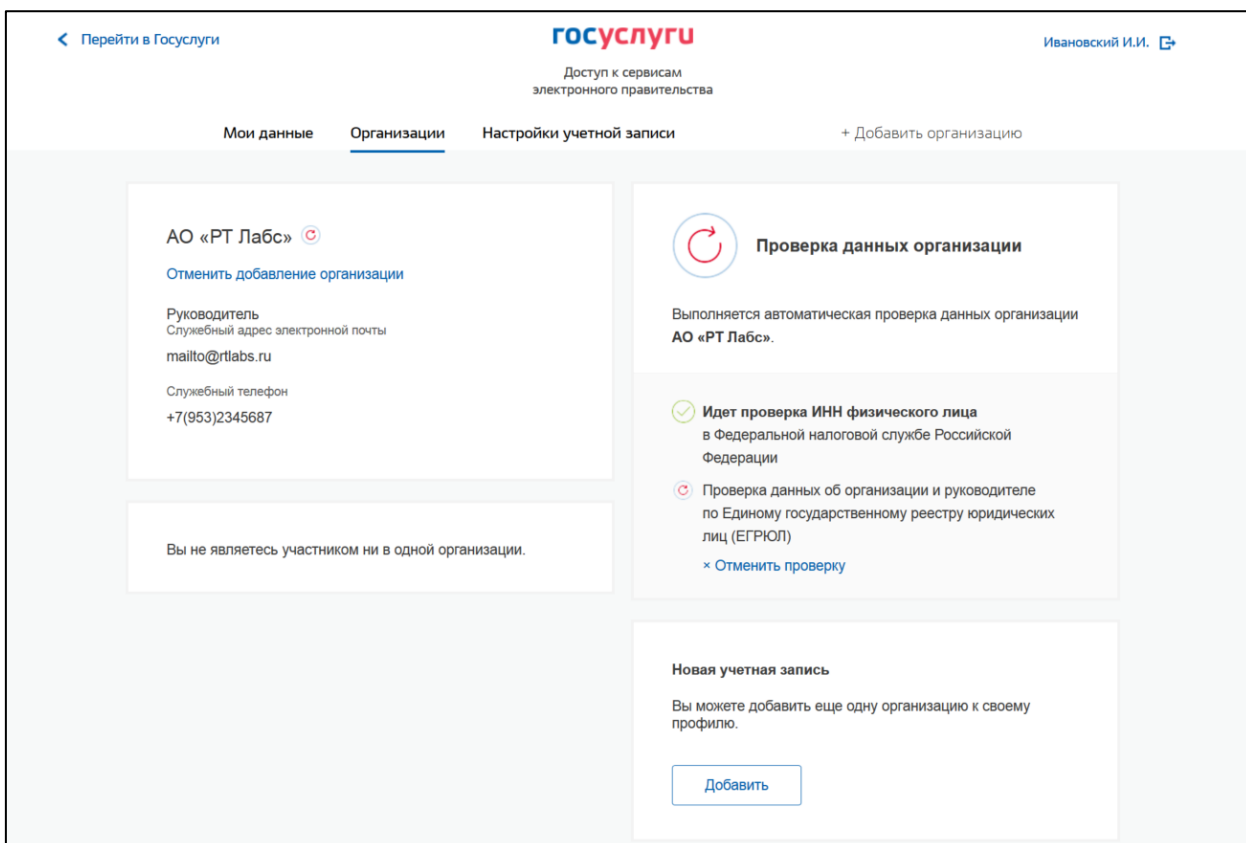 Перейти в Госуслуги
госуслуги
Ивановский И.И.
Доступ к сервисам
электронного правительства
Мои данные
Организации
Настройки учетной записи
+ Добавить организацию
АО «РТ Лабс»
Отменить добавление организации
Руководитель
Служебный адрес электронной почты
mailto@rtlabs.ru
Служебный телефон
+7(953)2345687
Вы не являетесь участником ни в одной организации.
Проверка данных организации
Выполняется автоматическая проверка данных организации
АО «РТ Лабс».
Идет проверка ИНН физического лица
в Федеральной налоговой службе Российской
Федерации
Проверка данных об организации и руководителе
по Единому государственному реестру юридических
лиц (ЕГРЮЛ)
× Отменить проверку
Новая учетная запись
Вы можете добавить еще одну организацию к своему
профилю.
Добавить